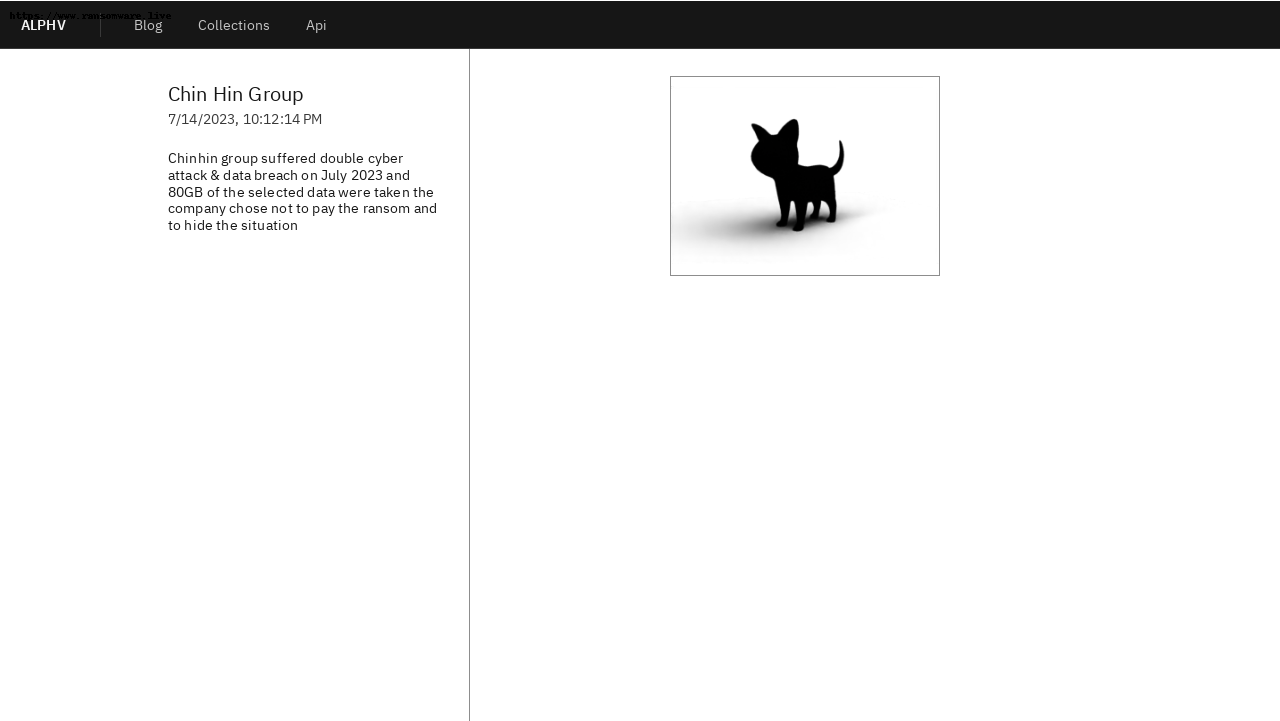 https://www.ransomware.live
ALPHV
Blog
Collections
Api
Chin Hin Group
7/14/2023, 10:12:14 PM
Chinhin group suffered double cyber
attack & data breach on July 2023 and
80GB of the selected data were taken the
company chose not to pay the ransom and
to hide the situation